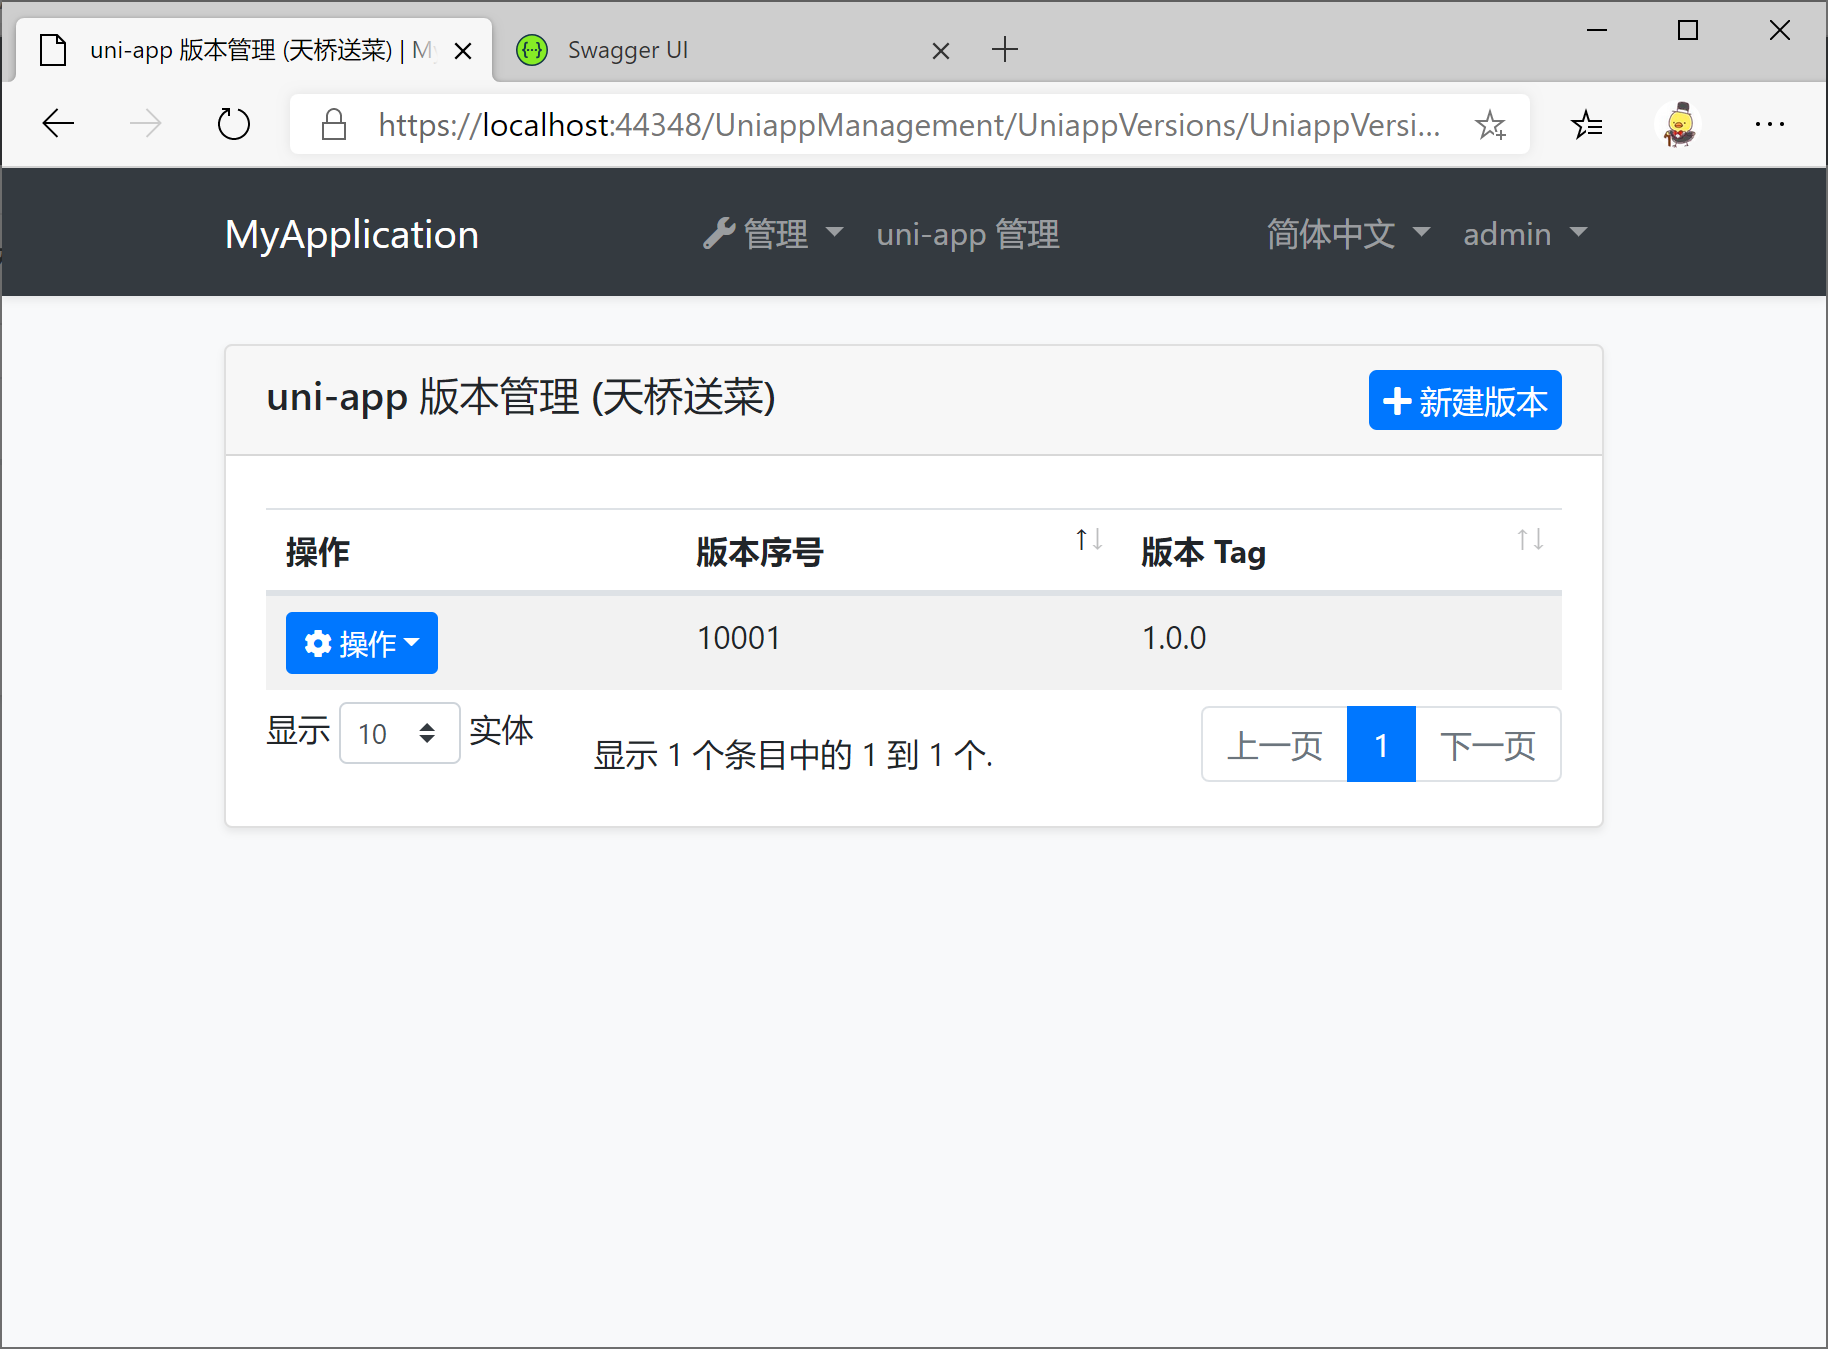 uni-app 版本管理 (天桥送菜) | My
Swagger UI
https://localhost:44348/UniappManagement/UniappVersions/UniappVersi...
MyApplication 管理 uni-app 管理 简体中文 admin
uni-app 版本管理 (天桥送菜) 新建版本
操作 版本序号 版本 Tag
操作 10001 1.0.0
显示 10 实体 显示 1 个条目中的 1 到 1 个. 上一页 1 下一页